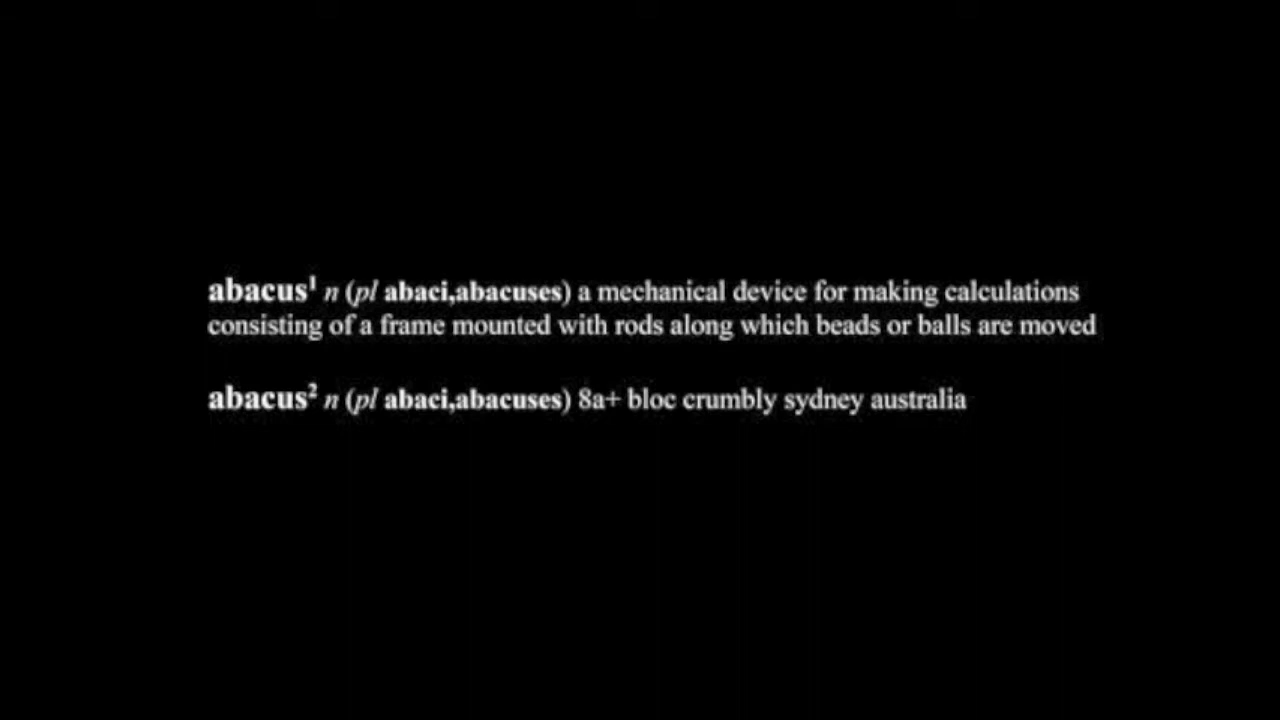 abacus¹ n (pl abaci,abacuses) a mechanical device for making calculations
consisting of a frame mounted with rods along which beads or balls are moved
abacus² n (pl abaci,abacuses) 8a+ bloc crumbly sydney australia